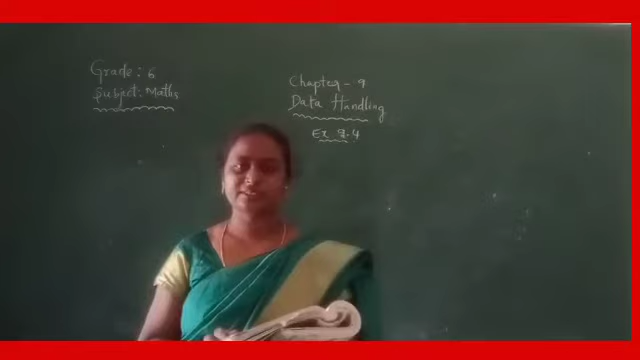 Grade: 6
Subject: Maths
Chapter - 9
Data Handling
Ex 9.4